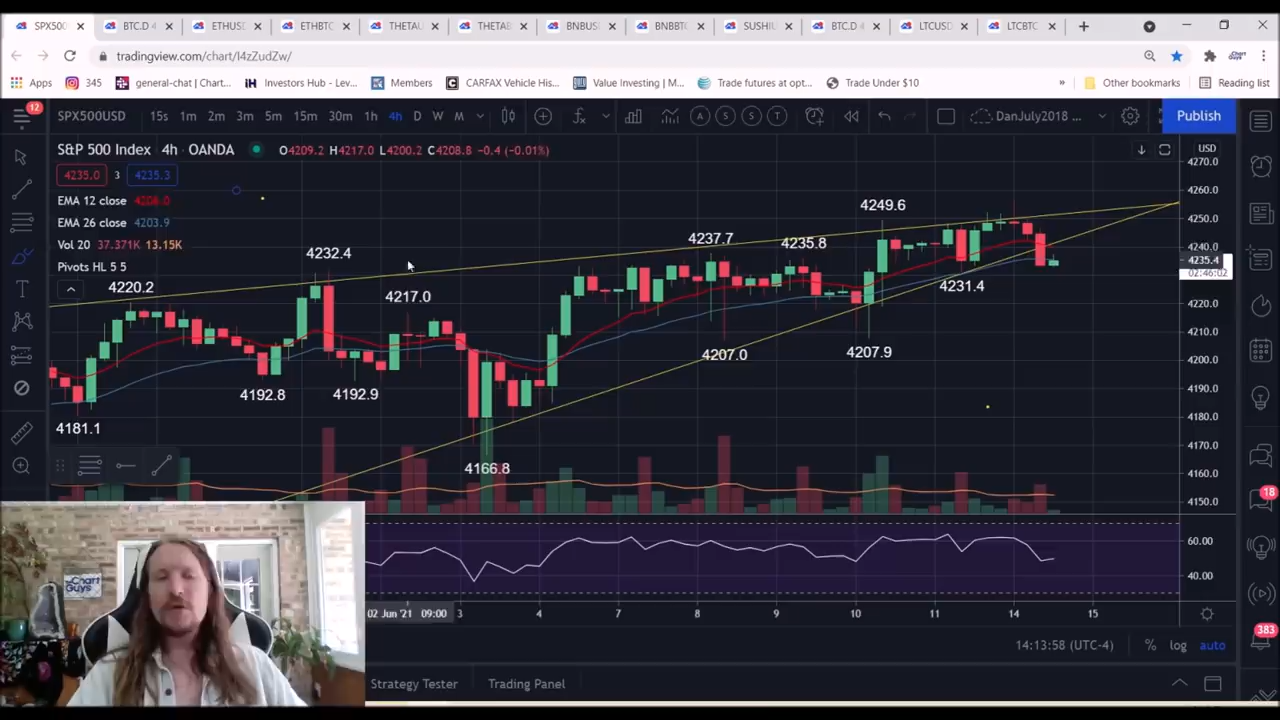 SPX500 BTC.D 4 ETHUS ETHBTC THETAU THETAB BNBUS BNBBTC SUSHIU BTC.D 4 LTCUSD LTCBTC
tradingview.com/chart/I4zZudZw/
Apps 345 general-chat | Chart... Investors Hub - Lev... Members CARFAX Vehicle His... Value Investing | M... Trade futures at opt... Trade Under $10 » Other bookmarks Reading list
12 SPX500USD 15s 1m 2m 3m 5m 15m 30m 1h 4h D W M A S S T DanJuly2018 ... Publish
S&P 500 Index 4h OANDA O4209.2 H4217.0 L4200.2 C4208.8 -0.4 (-0.01%) USD
4270.0
4235.0 3 4235.3
4260.0
EMA 12 close 4206.0 4249.6
4250.0
EMA 26 close 4203.9
4237.7 4235.8
Vol 20 37.371K 13.15K 4232.4 4240.0
4235.4
Pivots HL 5 5 02:46:02
4220.2 4217.0 4231.4
4220.0
4210.0
4207.0 4207.9
4200.0
4192.8 4192.9 4190.0
4181.1 4180.0
4170.0
4166.8 4160.0
4150.0
18
60.00
Chart Guys
40.00
02 Jun '21 09:00 3 4 7 8 9 10 11 14 15
383
14:13:58 (UTC-4) % log auto
Strategy Tester Trading Panel